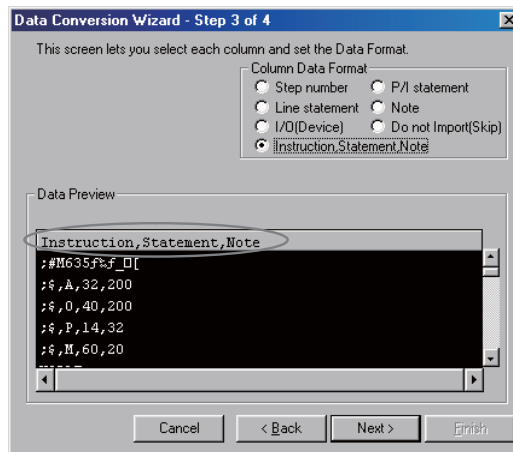 Data Conversion Wizard - Step 3 of 4
This screen lets you select each column and set the Data Format.
Column Data Format
Step number P/I statement
Line statement Note
I/O(Device) Do not Import(Skip)
Instruction,Statement,Note
Data Preview
Instruction,Statement,Note
;#M635ƒ‰ƒ_□[
;$,A,32,200
;$,0,40,200
;$,P,14,32
;$,M,60,20
Cancel < Back Next > Finish